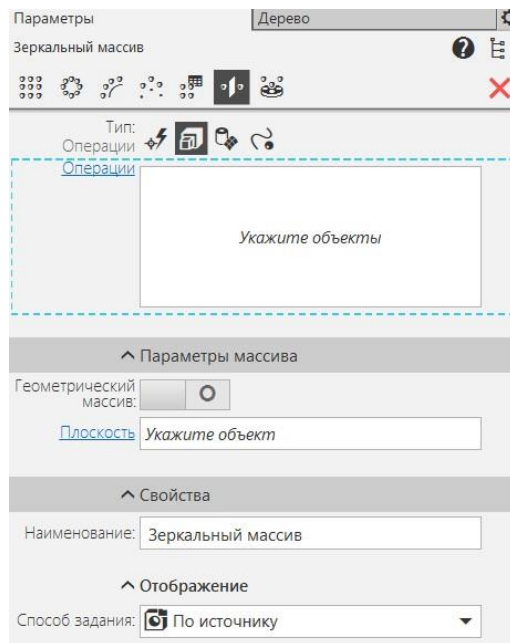 Параметры
Дерево
Зеркальный массив
Тип:
Операции
Операции
Укажите объекты
Параметры массива
Геометрический
массив:
Плоскость Укажите объект
Свойства
Наименование: Зеркальный массив
Отображение
Способ задания: По источнику